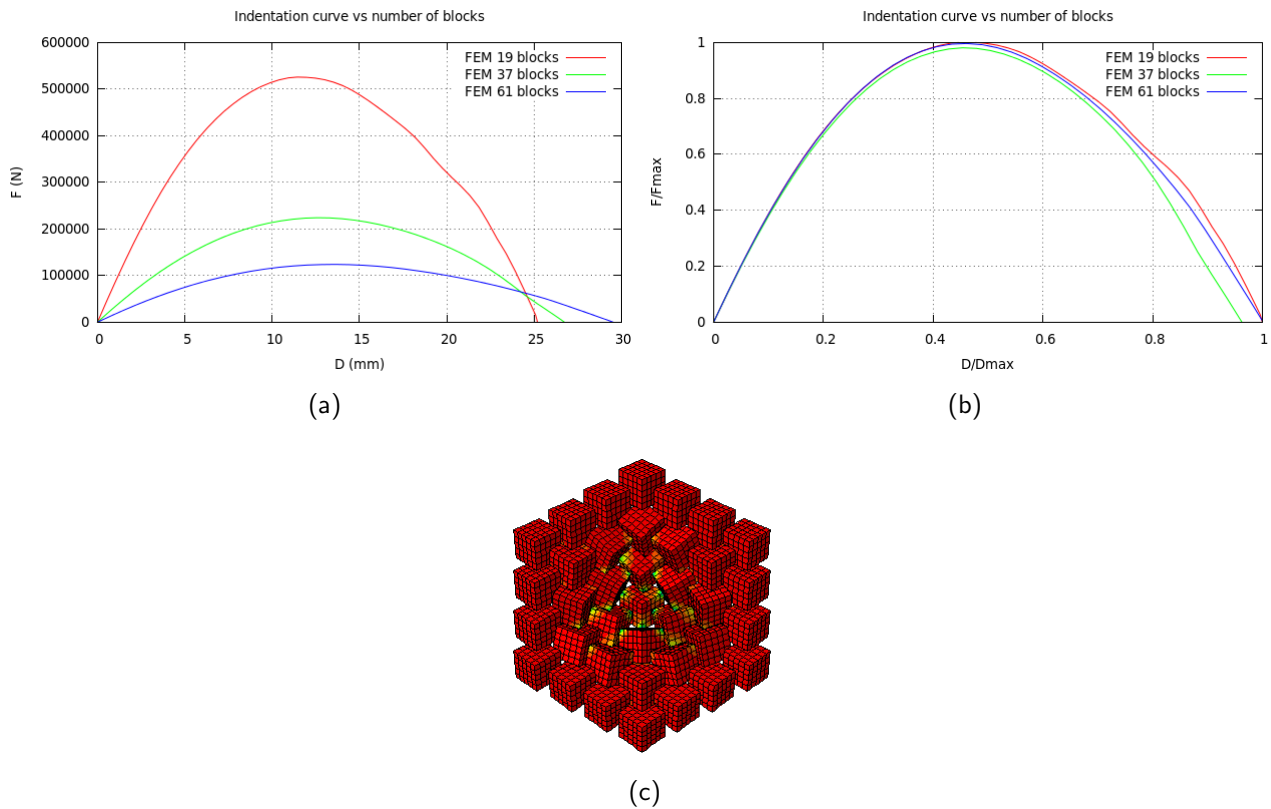 Indentation curve vs number of blocks
FEM 19 blocks
FEM 37 blocks
FEM 61 blocks
600000
500000
400000
300000
200000
100000
0
F (N)
0 5 10 15 20 25 30
D (mm)
(a)
Indentation curve vs number of blocks
FEM 19 blocks
FEM 37 blocks
FEM 61 blocks
1
0.8
0.6
0.4
0.2
0
F/Fmax
0 0.2 0.4 0.6 0.8 1
D/Dmax
(b)
(c)